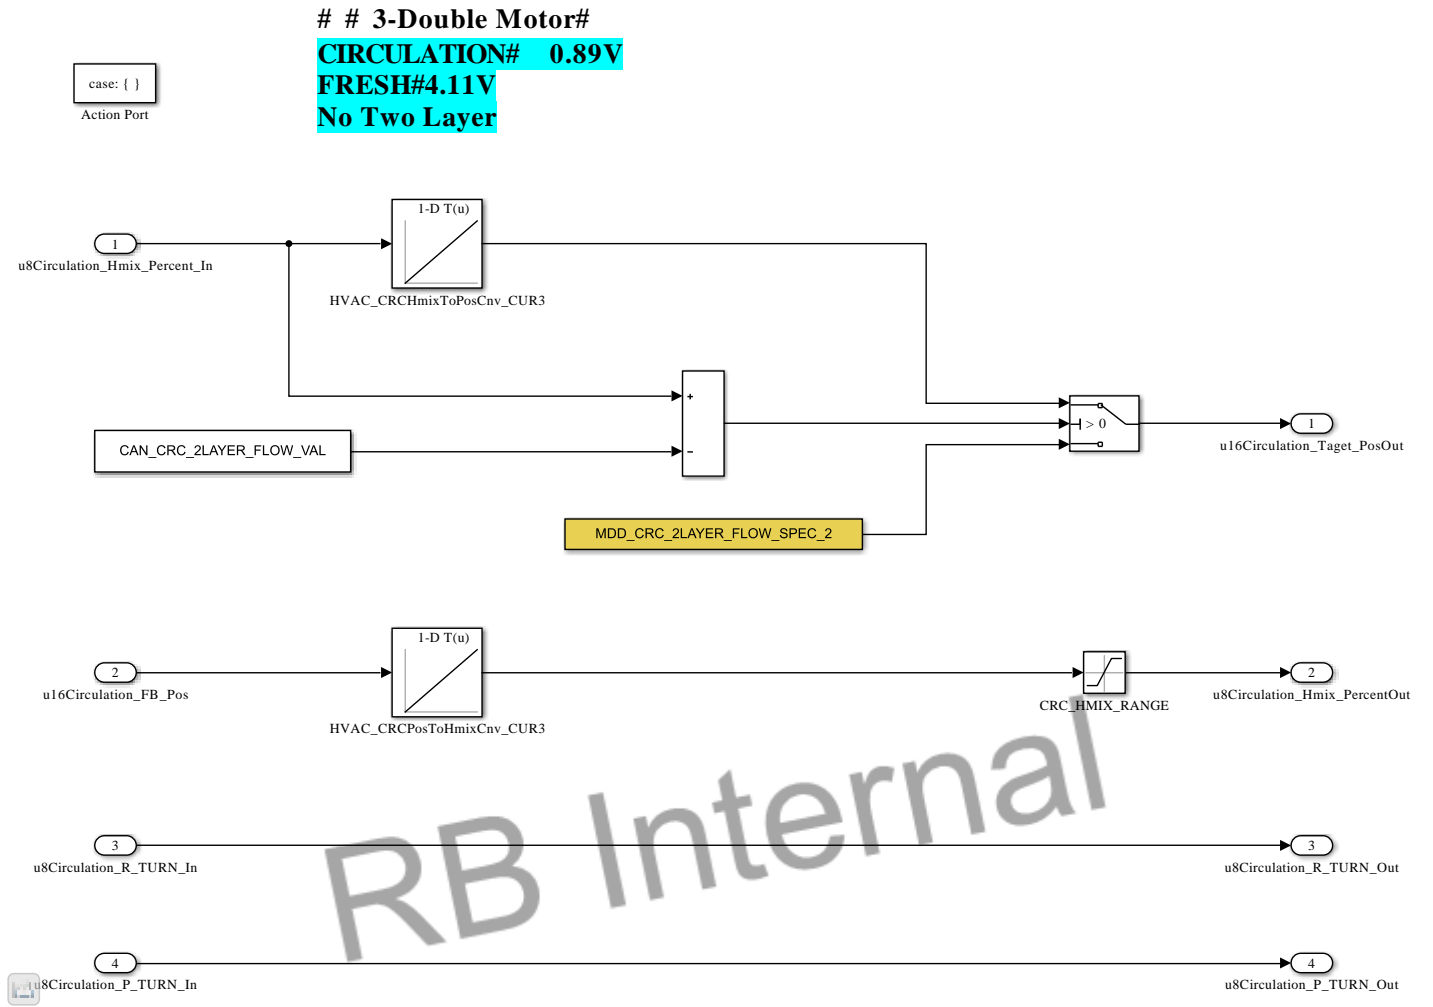 # # 3-Double Motor#
CIRCULATION# 0.89V
FRESH#4.11V
No Two Layer
case: { }
Action Port
1-D T(u)
1
u8Circulation_Hmix_Percent_In
HVAC_CRCHmixToPosCnv_CUR3
+
CAN_CRC_2LAYER_FLOW_VAL
-
> 0
1
u16Circulation_Taget_PosOut
MDD_CRC_2LAYER_FLOW_SPEC_2
1-D T(u)
2
u16Circulation_FB_Pos
HVAC_CRCPosToHmixCnv_CUR3
CRC_HMIX_RANGE
2
u8Circulation_Hmix_PercentOut
RB Internal
3
u8Circulation_R_TURN_In
3
u8Circulation_R_TURN_Out
4
u8Circulation_P_TURN_In
4
u8Circulation_P_TURN_Out